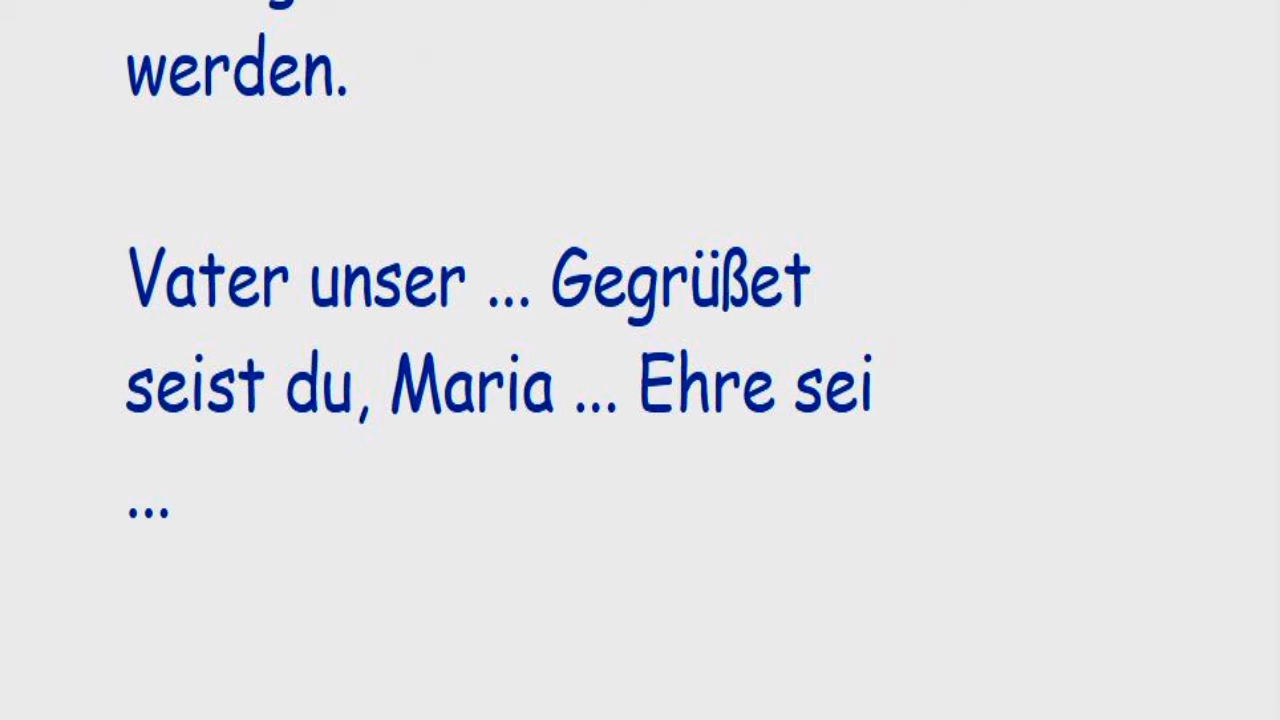 werden.
Vater unser ... Gegrüßet
seist du, Maria ... Ehre sei
...